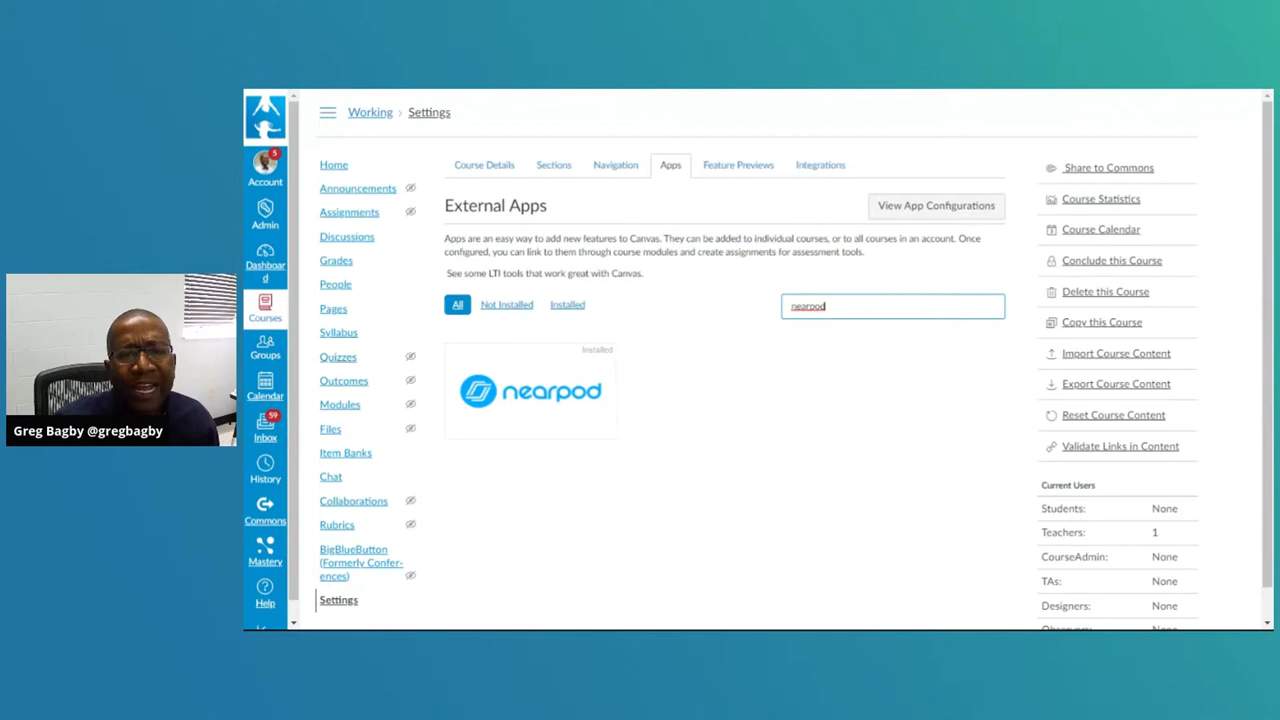 Working › Settings
5
Account
Admin
Dashboar
d
Courses
Groups
Calendar
59
Inbox
History
Commons
Mastery
Help
Home
Announcements
Assignments
Discussions
Grades
People
Pages
Syllabus
Quizzes
Outcomes
Modules
Files
Item Banks
Chat
Collaborations
Rubrics
BigBlueButton
(Formerly Confer-
ences)
Settings
Course Details Sections Navigation Apps Feature Previews Integrations
External Apps
View App Configurations
Apps are an easy way to add new features to Canvas. They can be added to individual courses, or to all courses in an account. Once
configured, you can link to them through course modules and create assignments for assessment tools.
See some LTI tools that work great with Canvas.
All Not Installed Installed
nearpod
Installed
nearpod
Share to Commons
Course Statistics
Course Calendar
Conclude this Course
Delete this Course
Copy this Course
Import Course Content
Export Course Content
Reset Course Content
Validate Links in Content
Current Users
Students: None
Teachers: 1
CourseAdmin: None
TAs: None
Designers: None
Greg Bagby @gregbagby